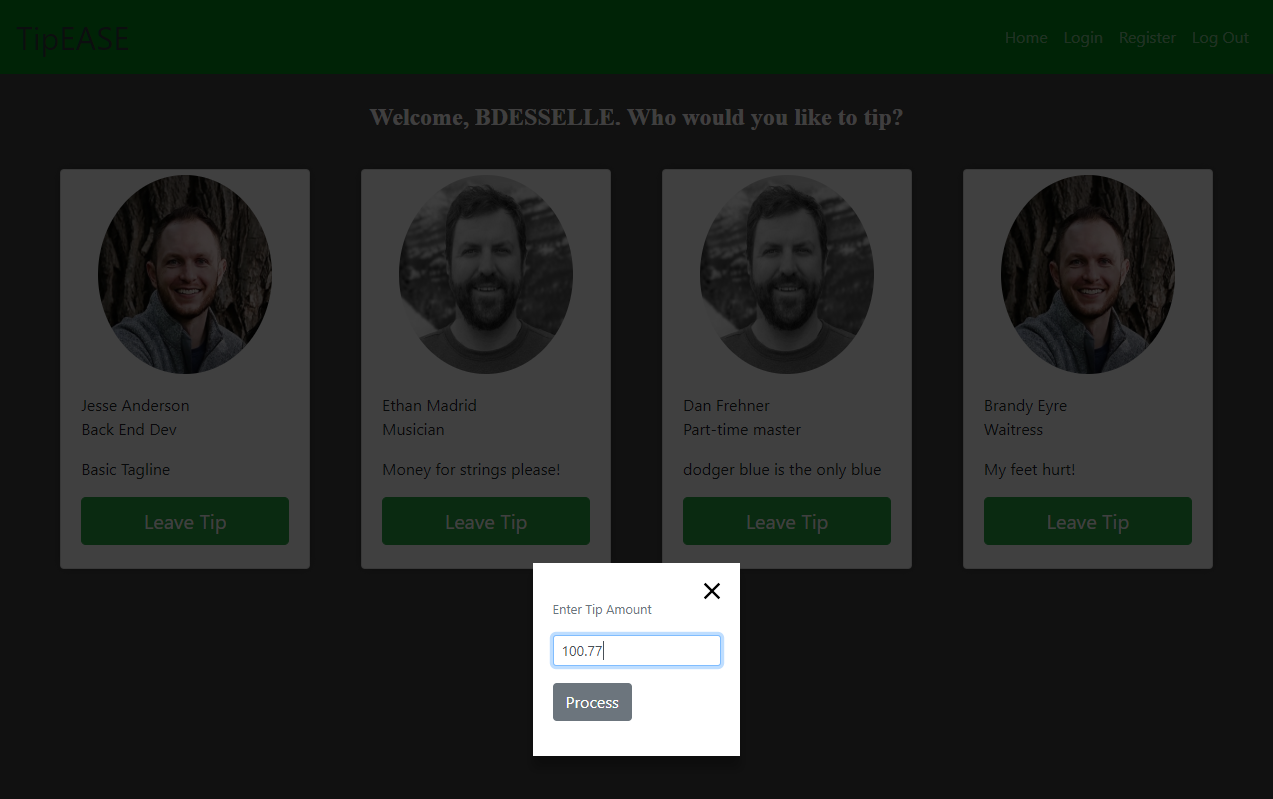 TipEASE
Home Login Register Log Out
Welcome, BDESSELLE. Who would you like to tip?
Jesse Anderson
Back End Dev
Basic Tagline
Leave Tip
Ethan Madrid
Musician
Money for strings please!
Leave Tip
Dan Frehner
Part-time master
dodger blue is the only blue
Leave Tip
Brandy Eyre
Waitress
My feet hurt!
Leave Tip
Enter Tip Amount
100.77
Process